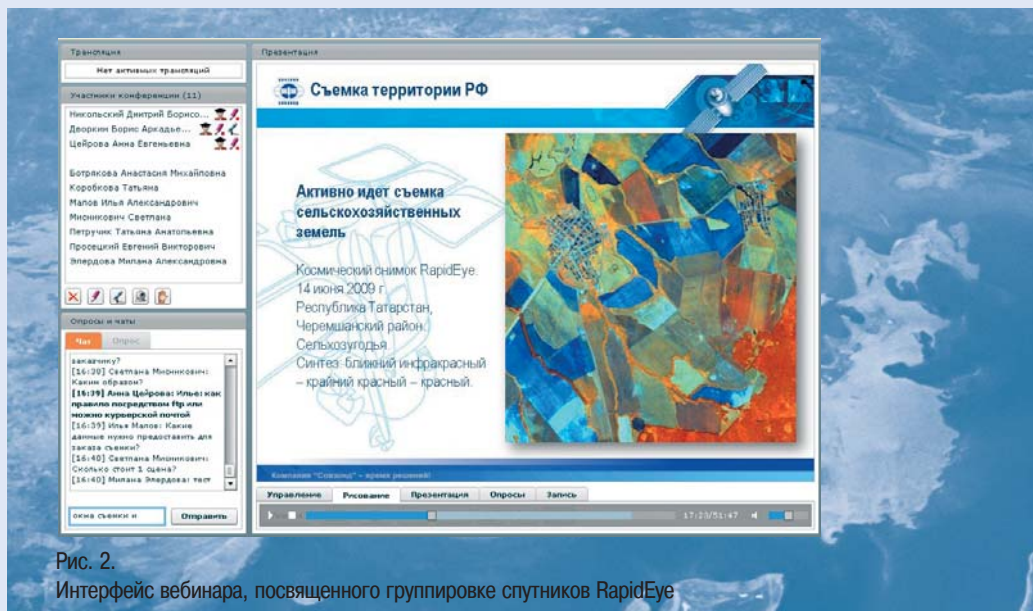 Трансляция
Нет активных трансляций
Участники конференции (11)
Никольский Дмитрий Борисо...
Дворкин Борис Аркадье...
Цейрова Анна Евгеньевна
Ботрякова Анастасия Михайловна
Коробкова Татьяна
Малов Илья Александрович
Мисникович Светлана
Петручик Татьяна Анатольевна
Просецкий Евгений Викторович
Элердова Милана Александровна
Опросы и чаты
Чат Опрос
заказчику?
[16:39] Светлана Мисникович:
Каким образом?
[16:39] Анна Цейрова: Илье: как
правило посредством ftp или
можно курьерской почтой
[16:39] Илья Малов: Какие
данные нужно предоставить для
заказа съемки?
[16:40] Светлана Мисникович:
Сколько стоит 1 сцена?
[16:40] Милана Элердова: тест
окна съемки и
Отправить
Презентация
Съемка территории РФ
Активно идет съемка
сельскохозяйственных
земель
Космический снимок RapidEye.
14 июня 2009 г.
Республика Татарстан,
Черемшанский район.
Сельхозугодья.
Синтез: ближний инфракрасный
– крайний красный – красный.
Компания "Совзонд" – время решений!
Управление Рисование Презентация Опросы Запись
17:23/51:47
Рис. 2.
Интерфейс вебинара, посвященного группировке спутников RapidEye